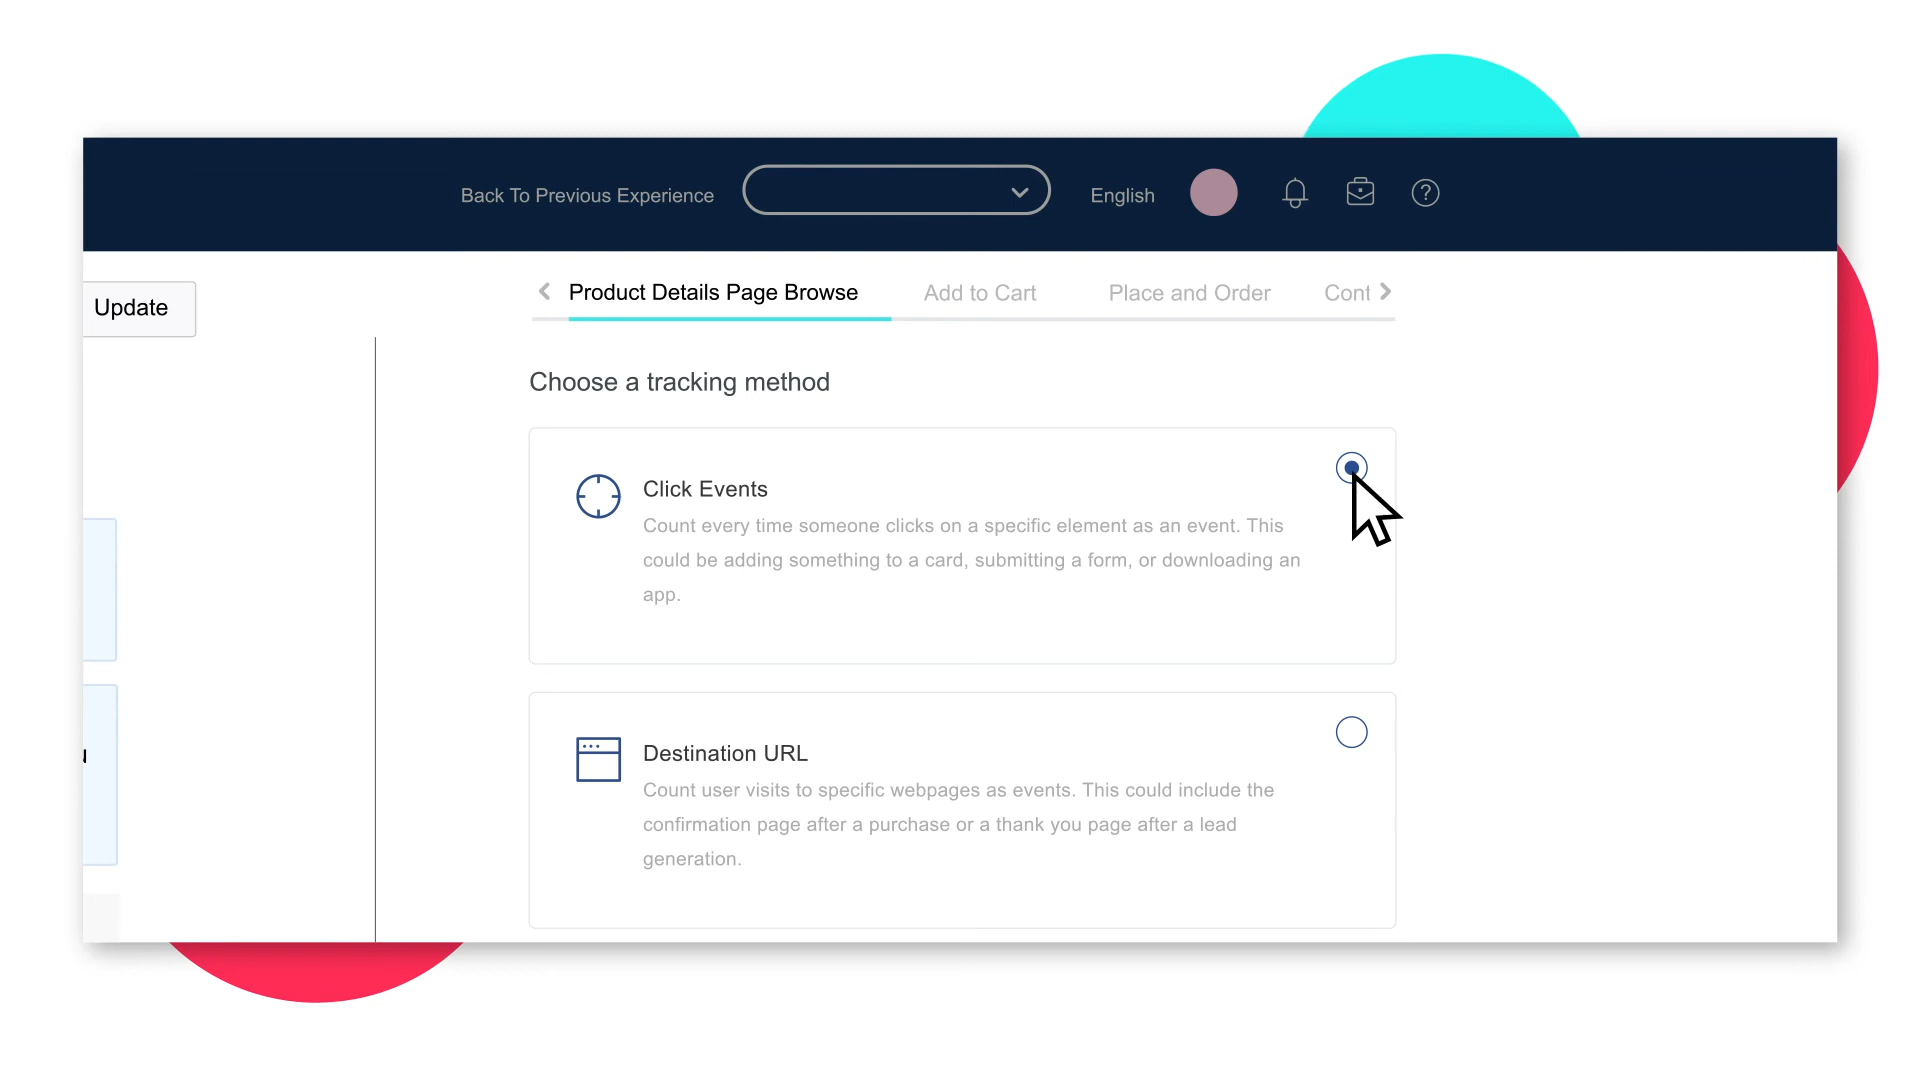 Back To Previous Experience
English
Update
Product Details Page Browse
Add to Cart
Place and Order
Cont
Choose a tracking method
Click Events
Count every time someone clicks on a specific element as an event. This
could be adding something to a card, submitting a form, or downloading an
app.
Destination URL
Count user visits to specific webpages as events. This could include the
confirmation page after a purchase or a thank you page after a lead
generation.